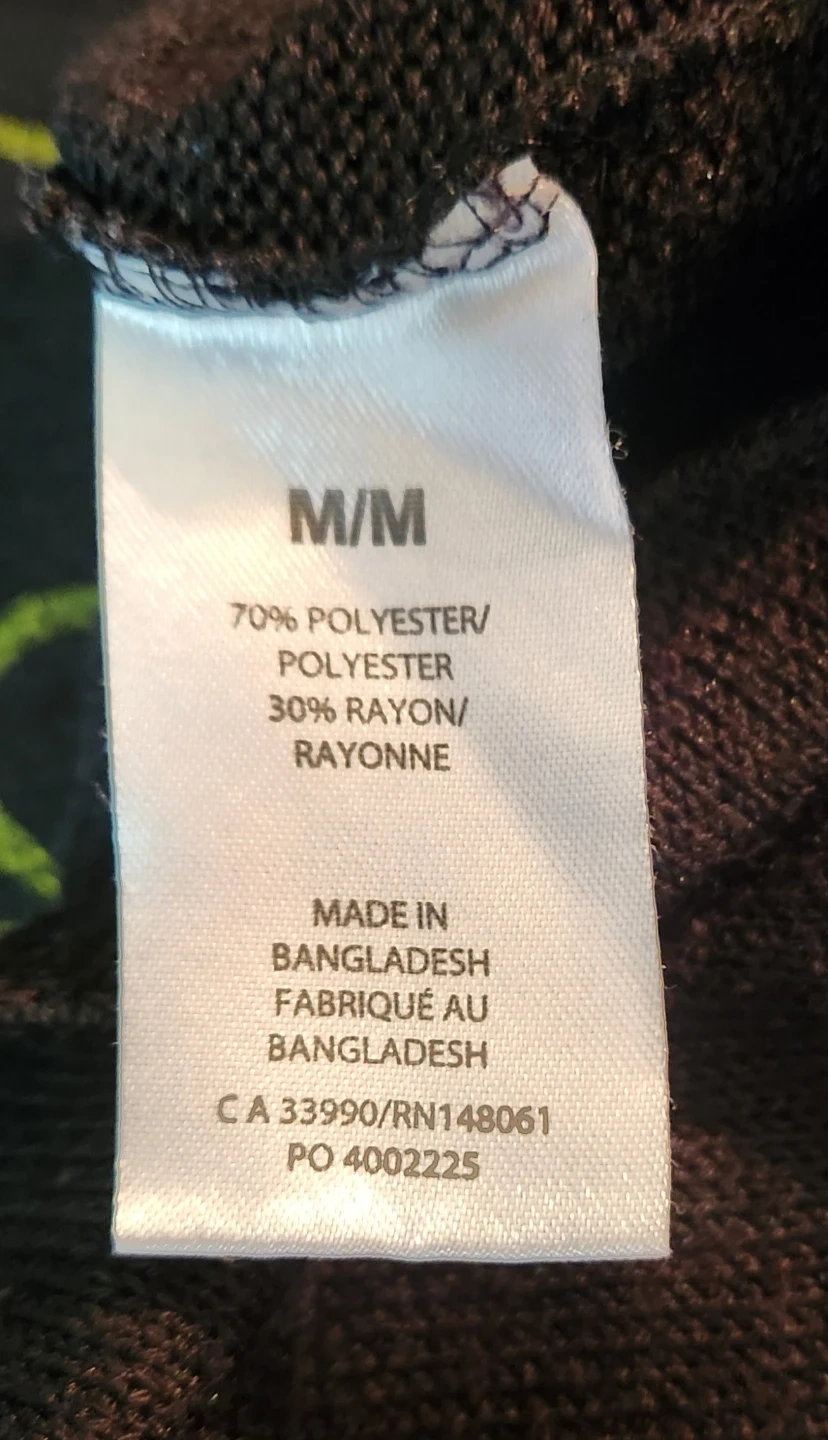 M/M
70% POLYESTER/
POLYESTER
30% RAYON/
RAYONNE
MADE IN
BANGLADESH
FABRIQUÉ AU
BANGLADESH
C A 33990/RN148061
PO 4002225